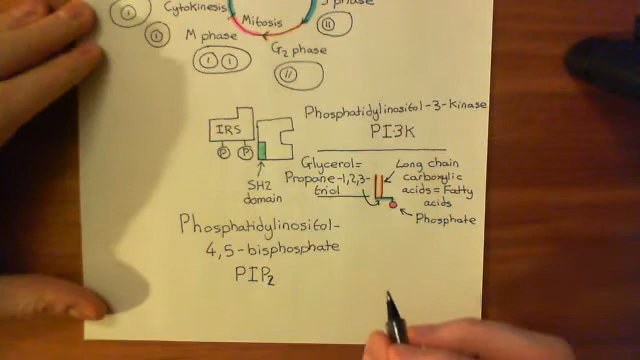 Cytokinesis
S phase
Mitosis
M phase
G2 phase
IRS
P P
SH2
domain
Phosphatidylinositol-3-kinase
PI3K
Glycerol=
Propane-1,2,3-
triol
Long chain
carboxylic
acids = Fatty
acids
Phosphate
Phosphatidylinositol-
4,5-bisphosphate
PIP2